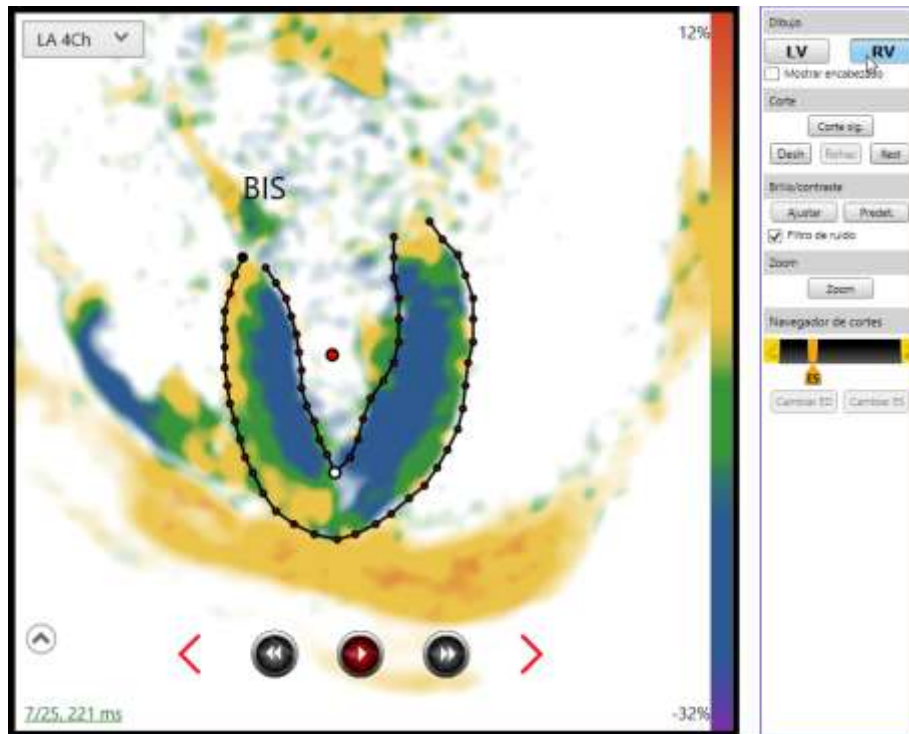 LA 4Ch
12%
BIS
7/25, 221 ms
-32%
Dibujo
LV RV
Mostrar encabezado
Corte
Corte sig.
Desh Rehac Rest
Brillo/contraste
Ajustar Predet.
Filtro de ruido
Zoom
Zoom
Navegador de cortes
ES
Cambiar ED Cambiar ES